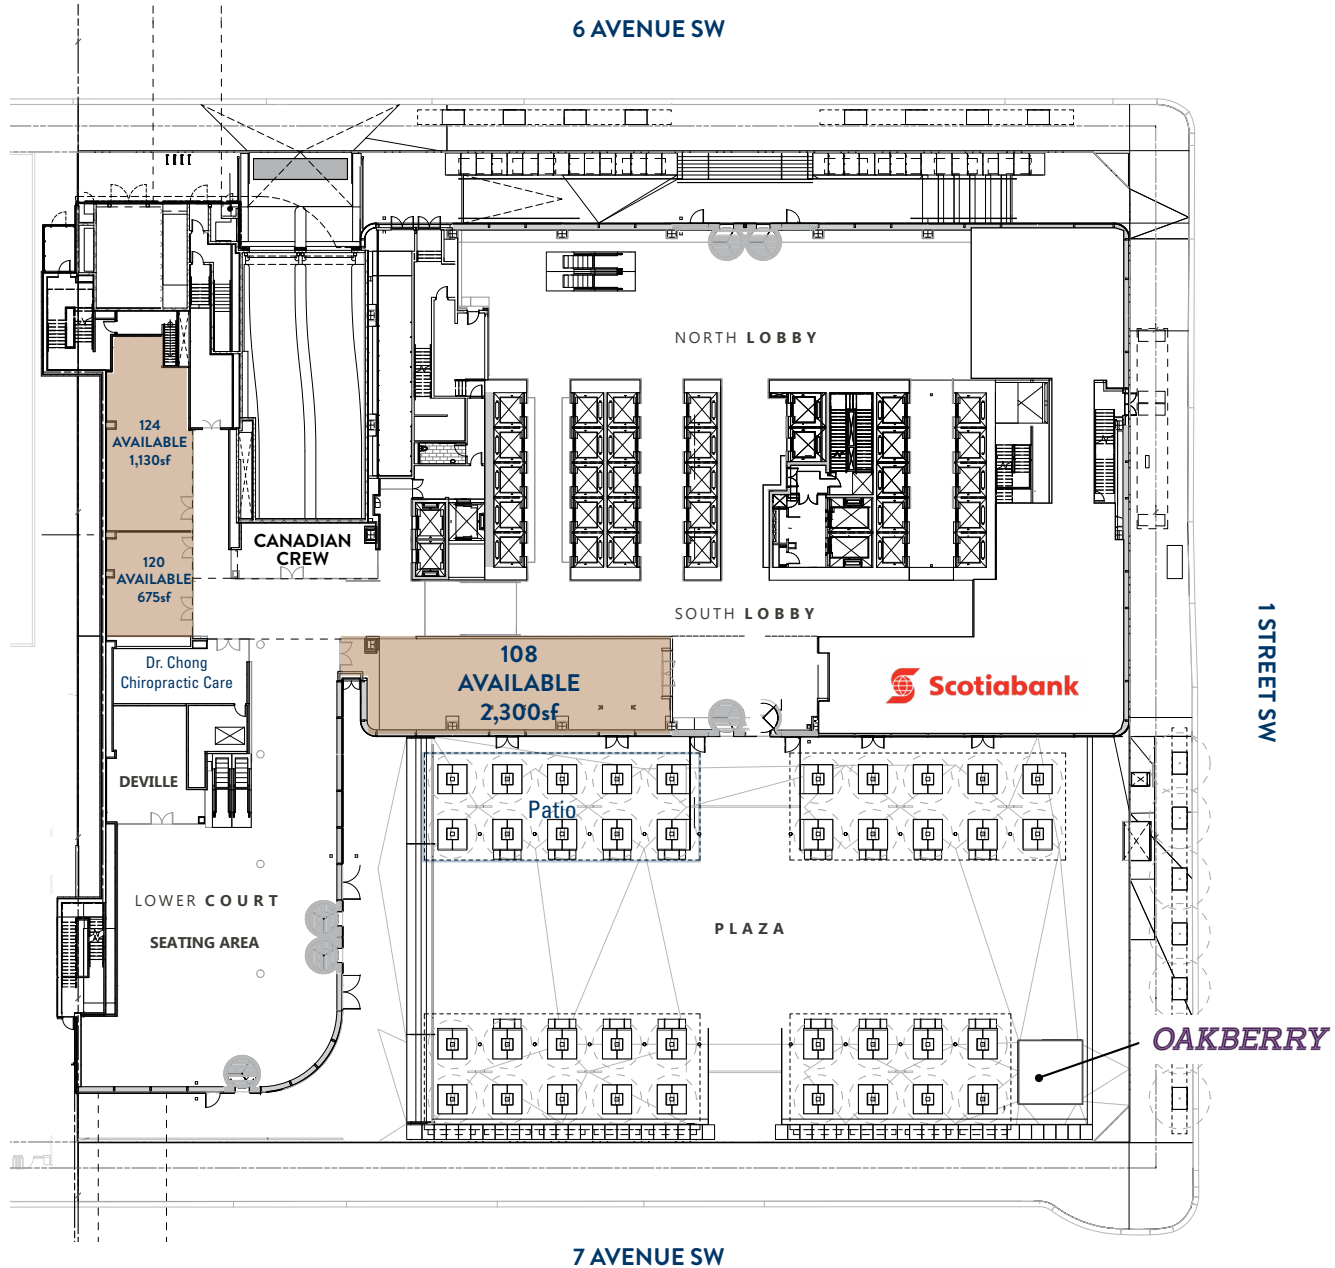 6 AVENUE SW
NORTH LOBBY
124
AVAILABLE
1,130sf
CANADIAN
CREW
120
AVAILABLE
675sf
SOUTH LOBBY
1 STREET SW
Dr. Chong
Chiropractic Care
108
AVAILABLE
2,300sf
Scotiabank
DEVILLE
Patio
LOWER COURT
SEATING AREA
PLAZA
OAKBERRY
7 AVENUE SW